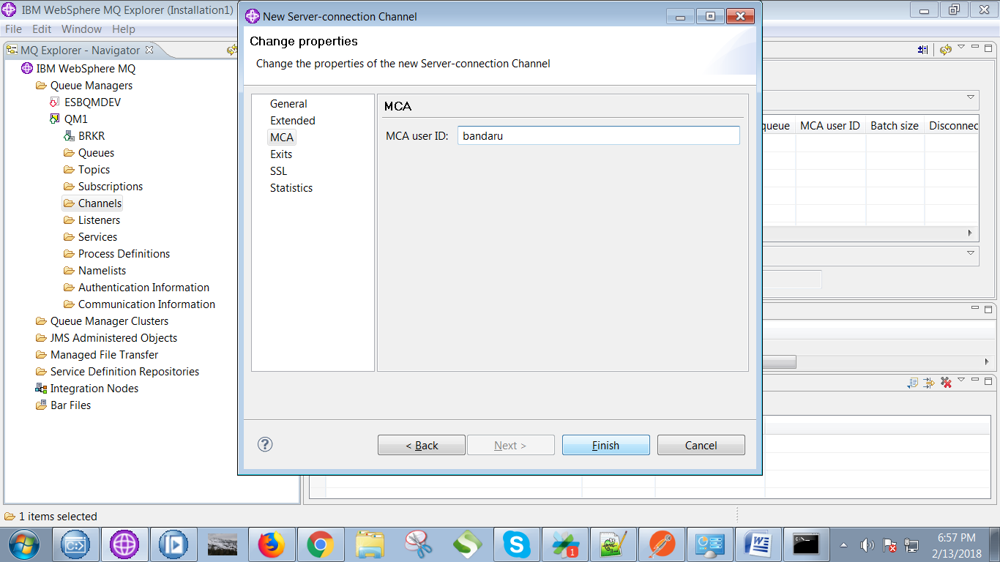 IBM WebSphere MQ Explorer (Installation1)
File Edit Window Help
MQ Explorer - Navigator
IBM WebSphere MQ
Queue Managers
ESBQMDEV
QM1
BRKR
Queues
Topics
Subscriptions
Channels
Listeners
Services
Process Definitions
Namelists
Authentication Information
Communication Information
Queue Manager Clusters
JMS Administered Objects
Managed File Transfer
Service Definition Repositories
Integration Nodes
Bar Files
New Server-connection Channel
Change properties
Change the properties of the new Server-connection Channel
General
Extended
MCA
Exits
SSL
Statistics
MCA
MCA user ID: bandaru
< Back Next > Finish Cancel
queue MCA user ID Batch size Disconnec
1 items selected
1
6:57 PM
2/13/2018